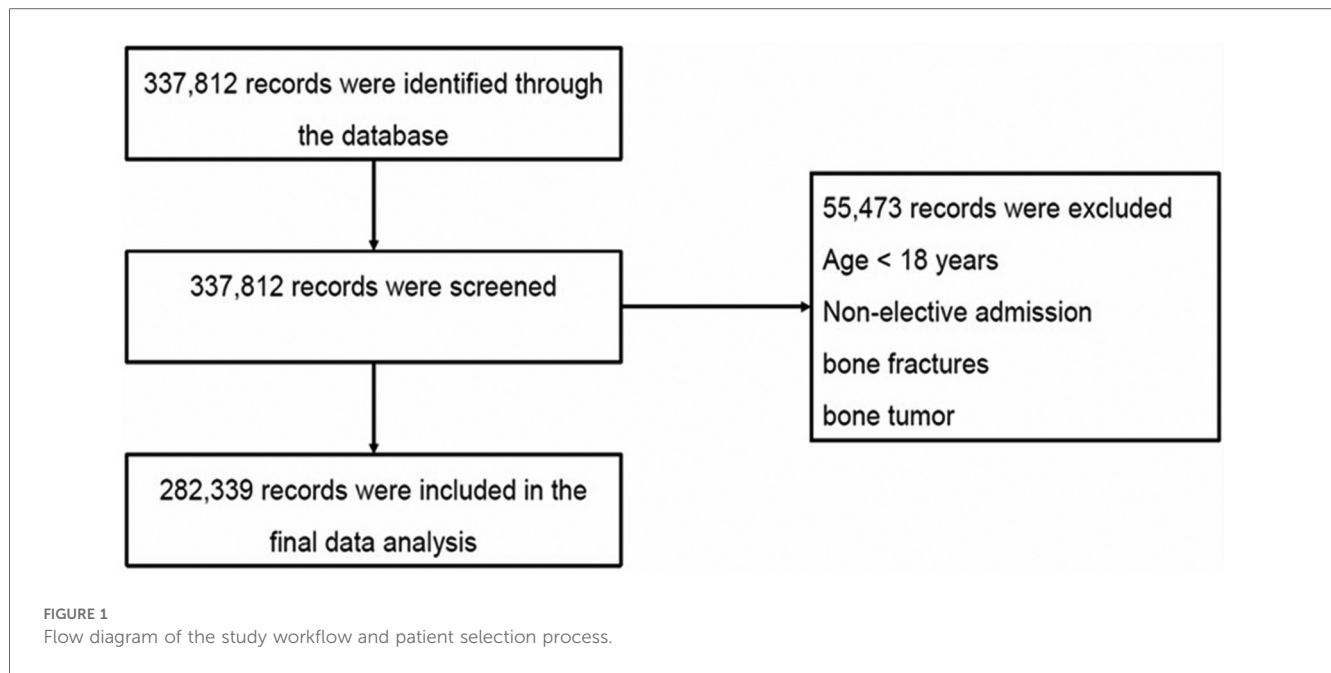 337,812 records were identified through
the database
337,812 records were screened
55,473 records were excluded
Age < 18 years
Non-elective admission
bone fractures
bone tumor
282,339 records were included in the
final data analysis
FIGURE 1
Flow diagram of the study workflow and patient selection process.